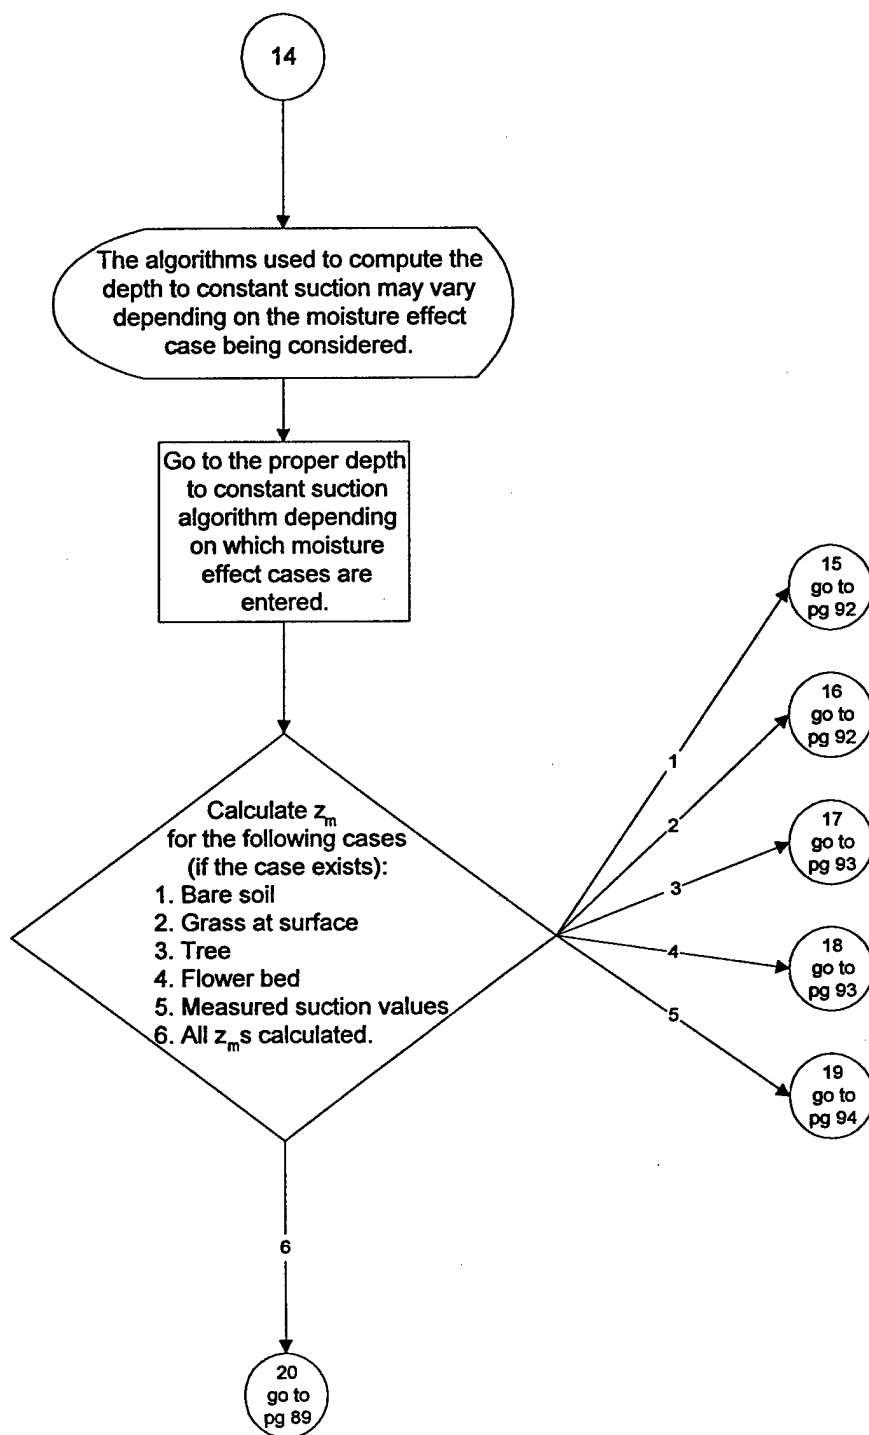 14
The algorithms used to compute the
depth to constant suction may vary
depending on the moisture effect
case being considered.
Go to the proper depth
to constant suction
algorithm depending
on which moisture
effect cases are
entered.
15
go to
pg 92
16
go to
pg 92
1
2
17
go to
pg 93
3
Calculate zm
for the following cases
(if the case exists):
1. Bare soil
2. Grass at surface
3. Tree
4. Flower bed
5. Measured suction values
6. All zms calculated.
4
18
go to
pg 93
5
19
go to
pg 94
6
20
go to
pg 89